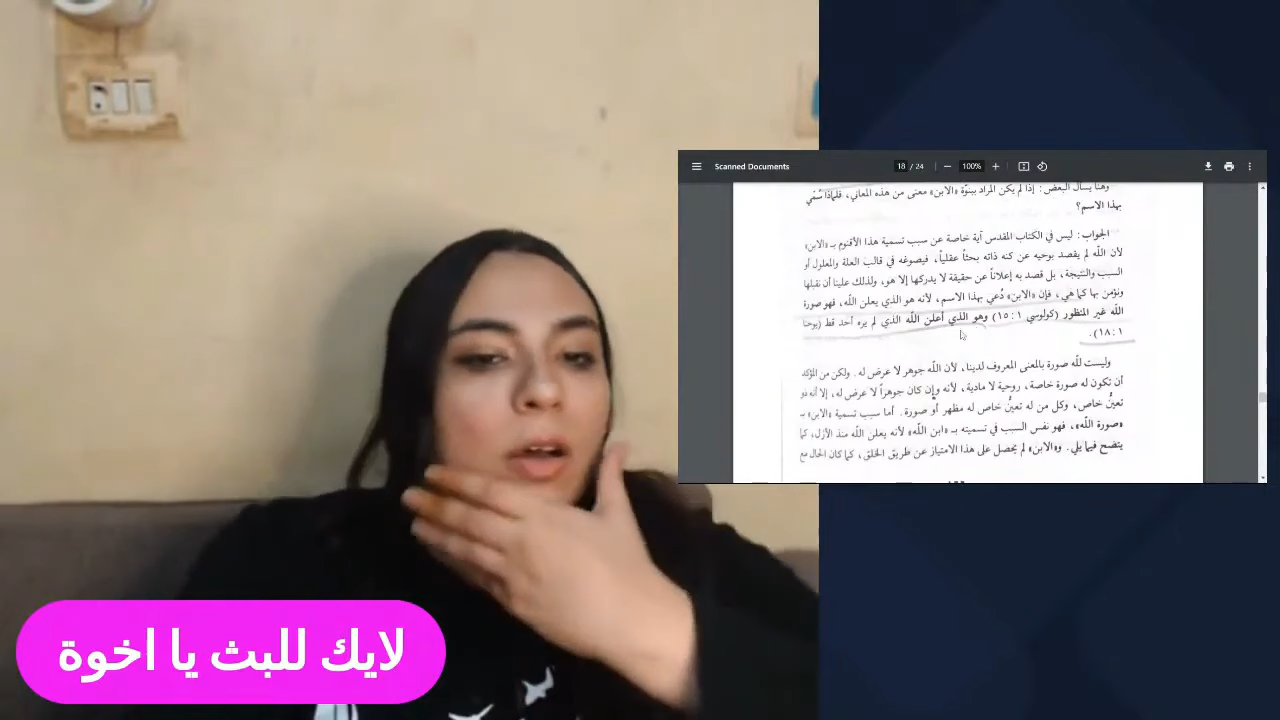 Scanned Documents
18 / 24
100%
وهنا يسأل البعض: إذا لم يكن المراد ببنوّة «الابن» معنى من هذه المعاني، فلماذا سُمّي
بهذا الاسم؟
الجواب: ليس في الكتاب المقدس آية خاصة عن سبب تسمية هذا الأقنوم بـ «الابن»
لأن الله لم يقصد بوحيه عن كنه ذاته بحثاً عقلياً، فيصوغه في قالب العلة والمعلول أو
السبب والنتيجة، بل قصد به إعلاناً عن حقيقة لا يدركها إلا هو، ولذلك علينا أن نقبلها
ونؤمن بها كما هي، فإن «الابن» دُعي بهذا الاسم، لأنه هو الذي يعلن الله، فهو صورة
الله غير المنظور (كولوسي ١ : ١٥) وهو الذي أعلن الله الذي لم يره أحد قط (يوحنا
١ : ١٨).
وليست لله صورة بالمعنى المعروف لدينا، لأن الله جوهر لا عرض له. ولكن من المؤكد
أن تكون له صورة خاصة، روحية لا مادية، لأنه وإن كان جوهراً لا عرض له، إلا أنه ذو
تعيُّن خاص، وكل من له تعيُّن خاص له مظهر أو صورة. أما سبب تسمية «الابن» بـ
«صورة الله»، فهو نفس السبب في تسميته بـ «ابن الله» لأنه يعلن الله منذ الأزل، كما
يتضح فيما يلي. و«الابن» لم يحصل على هذا الامتياز عن طريق الخلق، كما كان الحال مع
لايك للبث يا اخوة